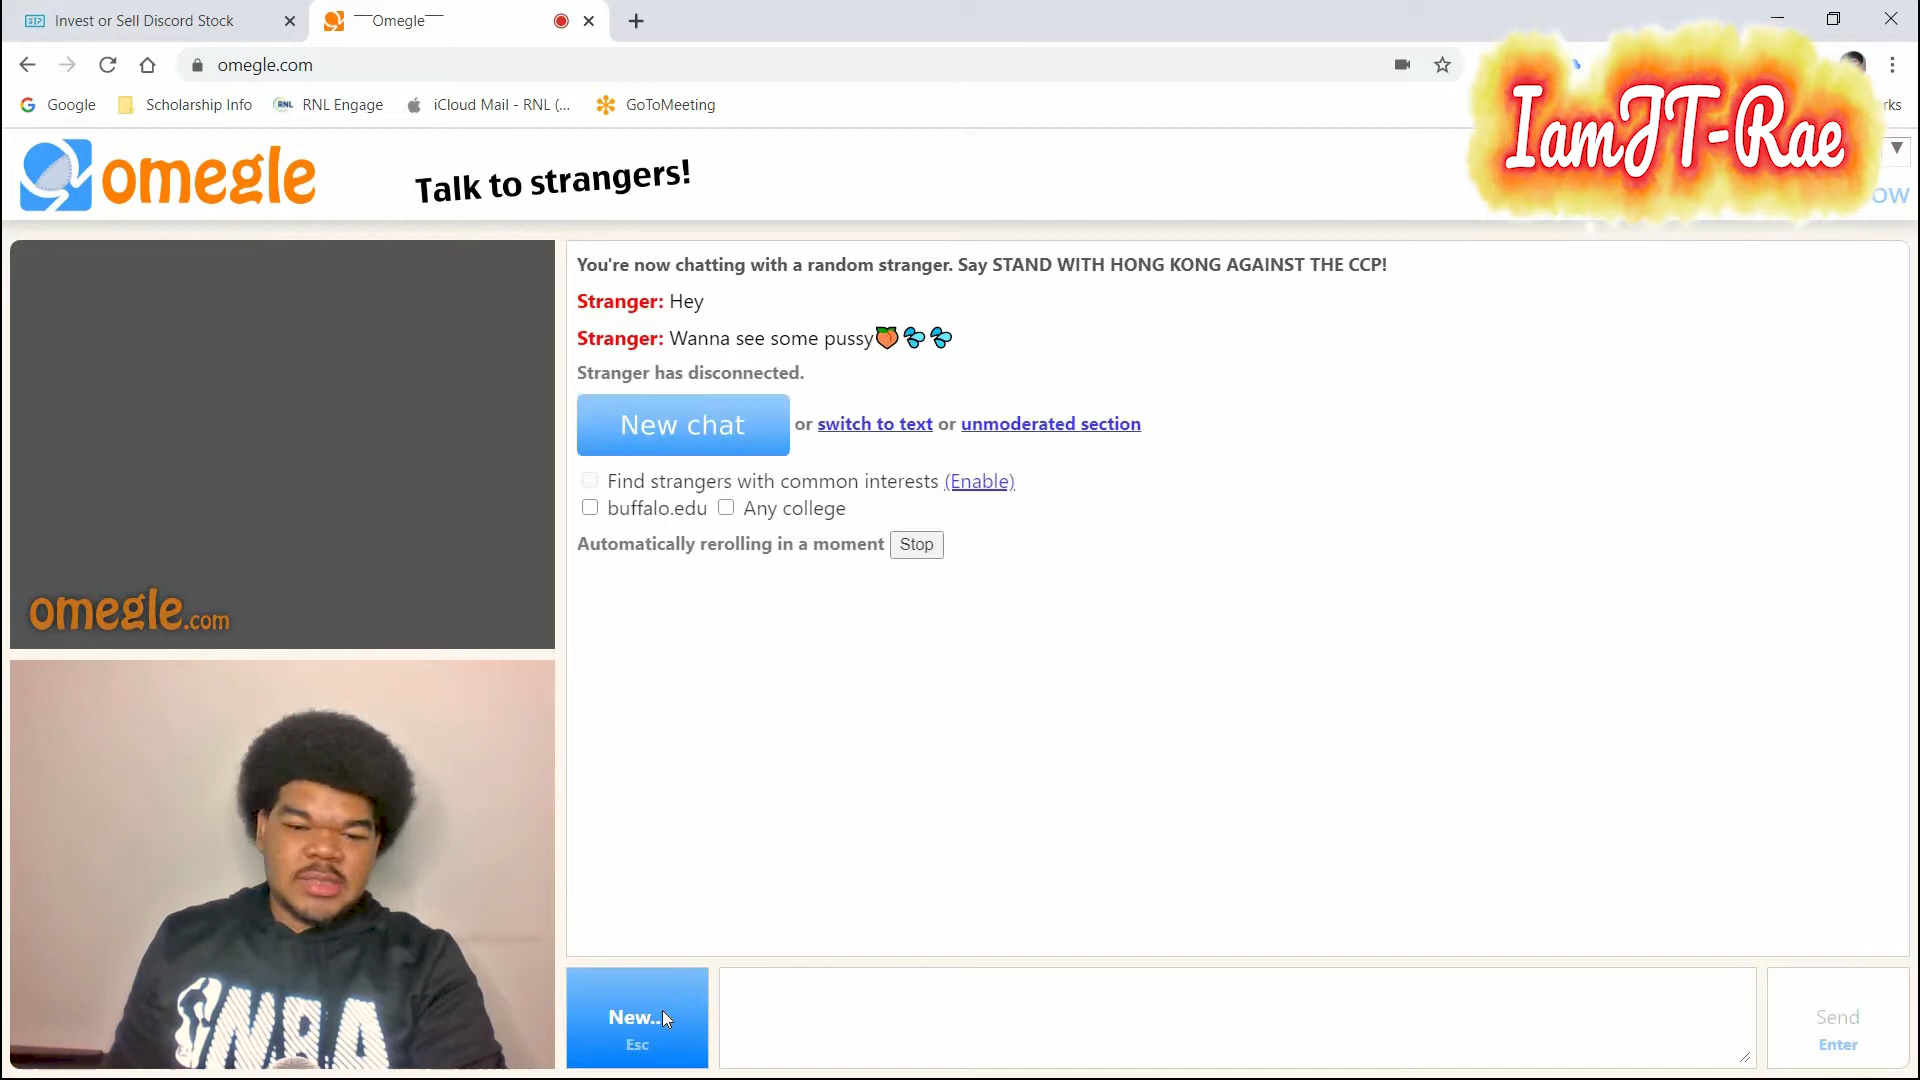 Invest or Sell Discord Stock
Omegle
omegle.com
Google
Scholarship Info
RNL Engage
iCloud Mail - RNL (...
GoToMeeting
rks
IamJT-Rae
omegle
Talk to strangers!
ow
You're now chatting with a random stranger. Say STAND WITH HONG KONG AGAINST THE CCP!
Stranger: Hey
Stranger: Wanna see some pussy🍑💦💦
Stranger has disconnected.
New chat or switch to text or unmoderated section
Find strangers with common interests (Enable)
buffalo.edu Any college
Automatically rerolling in a moment Stop
omegle.com
NBA
New...
Esc
Send
Enter